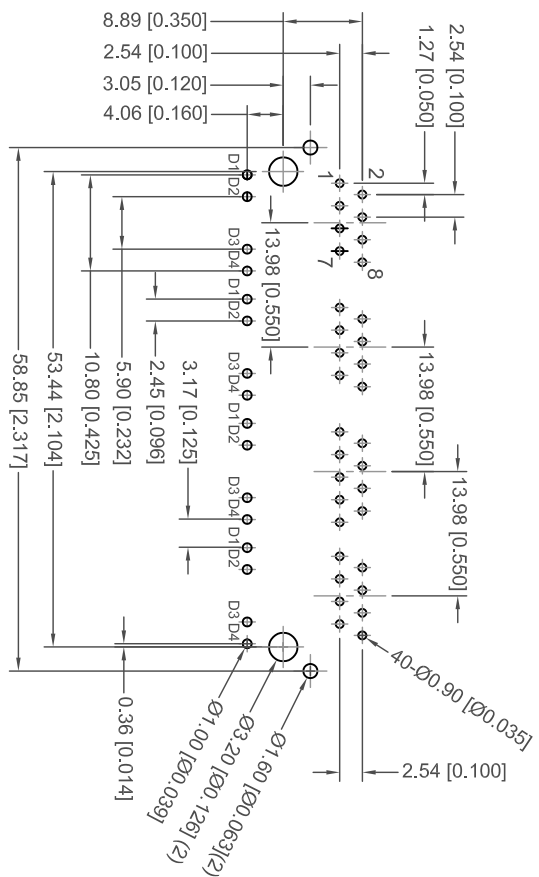 8.89 [0.350]
2.54 [0.100]
3.05 [0.120]
4.06 [0.160]
1.27 [0.050]
2.54 [0.100]
1
2
7
8
D1
D2
D3
D4
D1
D2
D3
D4
D1
D2
D3
D4
D1
D2
D3
D4
13.98 [0.550]
13.98 [0.550]
13.98 [0.550]
3.17 [0.125]
2.45 [0.096]
5.90 [0.232]
10.80 [0.425]
53.44 [2.104]
58.85 [2.317]
0.36 [0.014]
Ø1.00 [Ø0.039]
Ø3.20 [Ø0.126] (2)
Ø1.60 [Ø0.063](2)
40-Ø0.90 [Ø0.035]
2.54 [0.100]